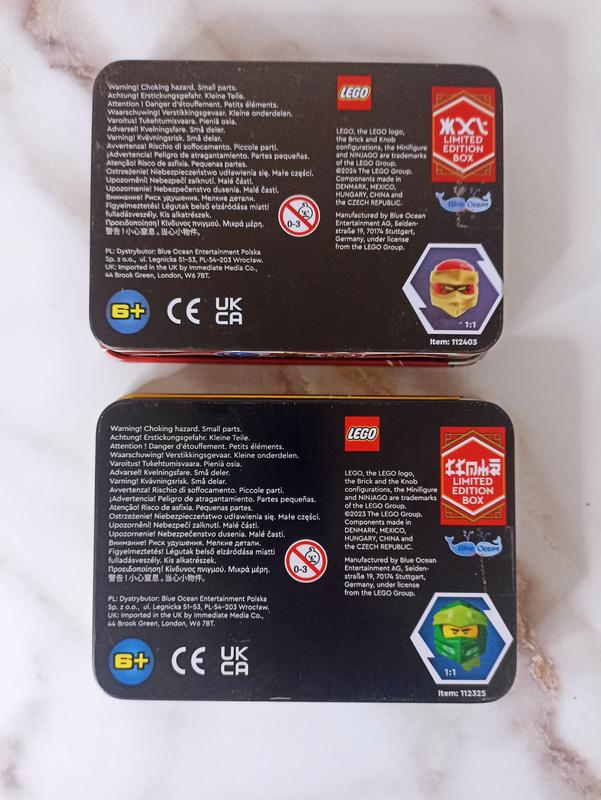 Warning! Choking hazard. Small parts.
Achtung! Erstickungsgefahr. Kleine Teile.
Attention ! Danger d'étouffement. Petits éléments.
Waarschuwing! Verstikkingsgevaar. Kleine onderdelen.
Varoitus! Tukehtumisvaara. Pieniä osia.
Advarsel! Kvelningsfare. Små deler.
Varning! Kvävningsrisk. Små delar.
Avvertenza! Rischio di soffocamento. Piccole parti.
¡Advertencia! Peligro de atragantamiento. Partes pequeñas.
Atenção! Risco de asfixia. Pequenas partes.
Ostrzeżenie! Niebezpieczeństwo udławienia się. Małe części.
Upozornění! Nebezpečí zalknutí. Malé části.
Upozornenie! Nebezpečenstvo dusenia. Malé časti.
Внимание! Риск удушения. Мелкие детали.
Figyelmeztetés! Légutak belső elzáródása miatti
fulladásveszély. Kis alkatrészek.
Προειδοποίηση! Κίνδυνος πνιγμού. Μικρά μέρη.
警告！小心窒息。当心小物件。
0-3
PL: Dystrybutor: Blue Ocean Entertainment Polska
Sp. z o.o., ul. Legnicka 51-53, PL-54-203 Wrocław.
UK: Imported in the UK by Immediate Media Co.,
44 Brook Green, London, W6 7BT.
6+
CE
UK
CA
LEGO
LEGO, the LEGO logo,
the Brick and Knob
configurations, the Minifigure
and NINJAGO are trademarks
of the LEGO Group.
©2024 The LEGO Group.
Components made in
DENMARK, MEXICO,
HUNGARY, CHINA and
the CZECH REPUBLIC.
Manufactured by Blue Ocean
Entertainment AG, Seiden-
straße 19, 70174 Stuttgart,
Germany, under license
from the LEGO Group.
LIMITED
EDITION
BOX
Blue Ocean
1:1
Item: 112403
Warning! Choking hazard. Small parts.
Achtung! Erstickungsgefahr. Kleine Teile.
Attention ! Danger d'étouffement. Petits éléments.
Waarschuwing! Verstikkingsgevaar. Kleine onderdelen.
Varoitus! Tukehtumisvaara. Pieniä osia.
Advarsel! Kvelningsfare. Små deler.
Varning! Kvävningsrisk. Små delar.
Avvertenza! Rischio di soffocamento. Piccole parti.
¡Advertencia! Peligro de atragantamiento. Partes pequeñas.
Atenção! Risco de asfixia. Pequenas partes.
Ostrzeżenie! Niebezpieczeństwo udławienia się. Małe części.
Upozornění! Nebezpečí zalknutí. Malé části.
Upozornenie! Nebezpečenstvo dusenia. Malé časti.
Внимание! Риск удушения. Мелкие детали.
Figyelmeztetés! Légutak belső elzáródása miatti
fulladásveszély. Kis alkatrészek.
Προειδοποίηση! Κίνδυνος πνιγμού. Μικρά μέρη.
警告！小心窒息。当心小物件。
0-3
PL: Dystrybutor: Blue Ocean Entertainment Polska
Sp. z o.o., ul. Legnicka 51-53, PL-54-203 Wrocław.
UK: Imported in the UK by Immediate Media Co.,
44 Brook Green, London, W6 7BT.
6+
CE
UK
CA
LEGO
LEGO, the LEGO logo,
the Brick and Knob
configurations, the Minifigure
and NINJAGO are trademarks
of the LEGO Group.
©2023 The LEGO Group.
Components made in
DENMARK, MEXICO,
HUNGARY, CHINA and
the CZECH REPUBLIC.
Manufactured by Blue Ocean
Entertainment AG, Seiden-
straße 19, 70174 Stuttgart,
Germany, under license
from the LEGO Group.
LIMITED
EDITION
BOX
Blue Ocean
1:1
Item: 112325